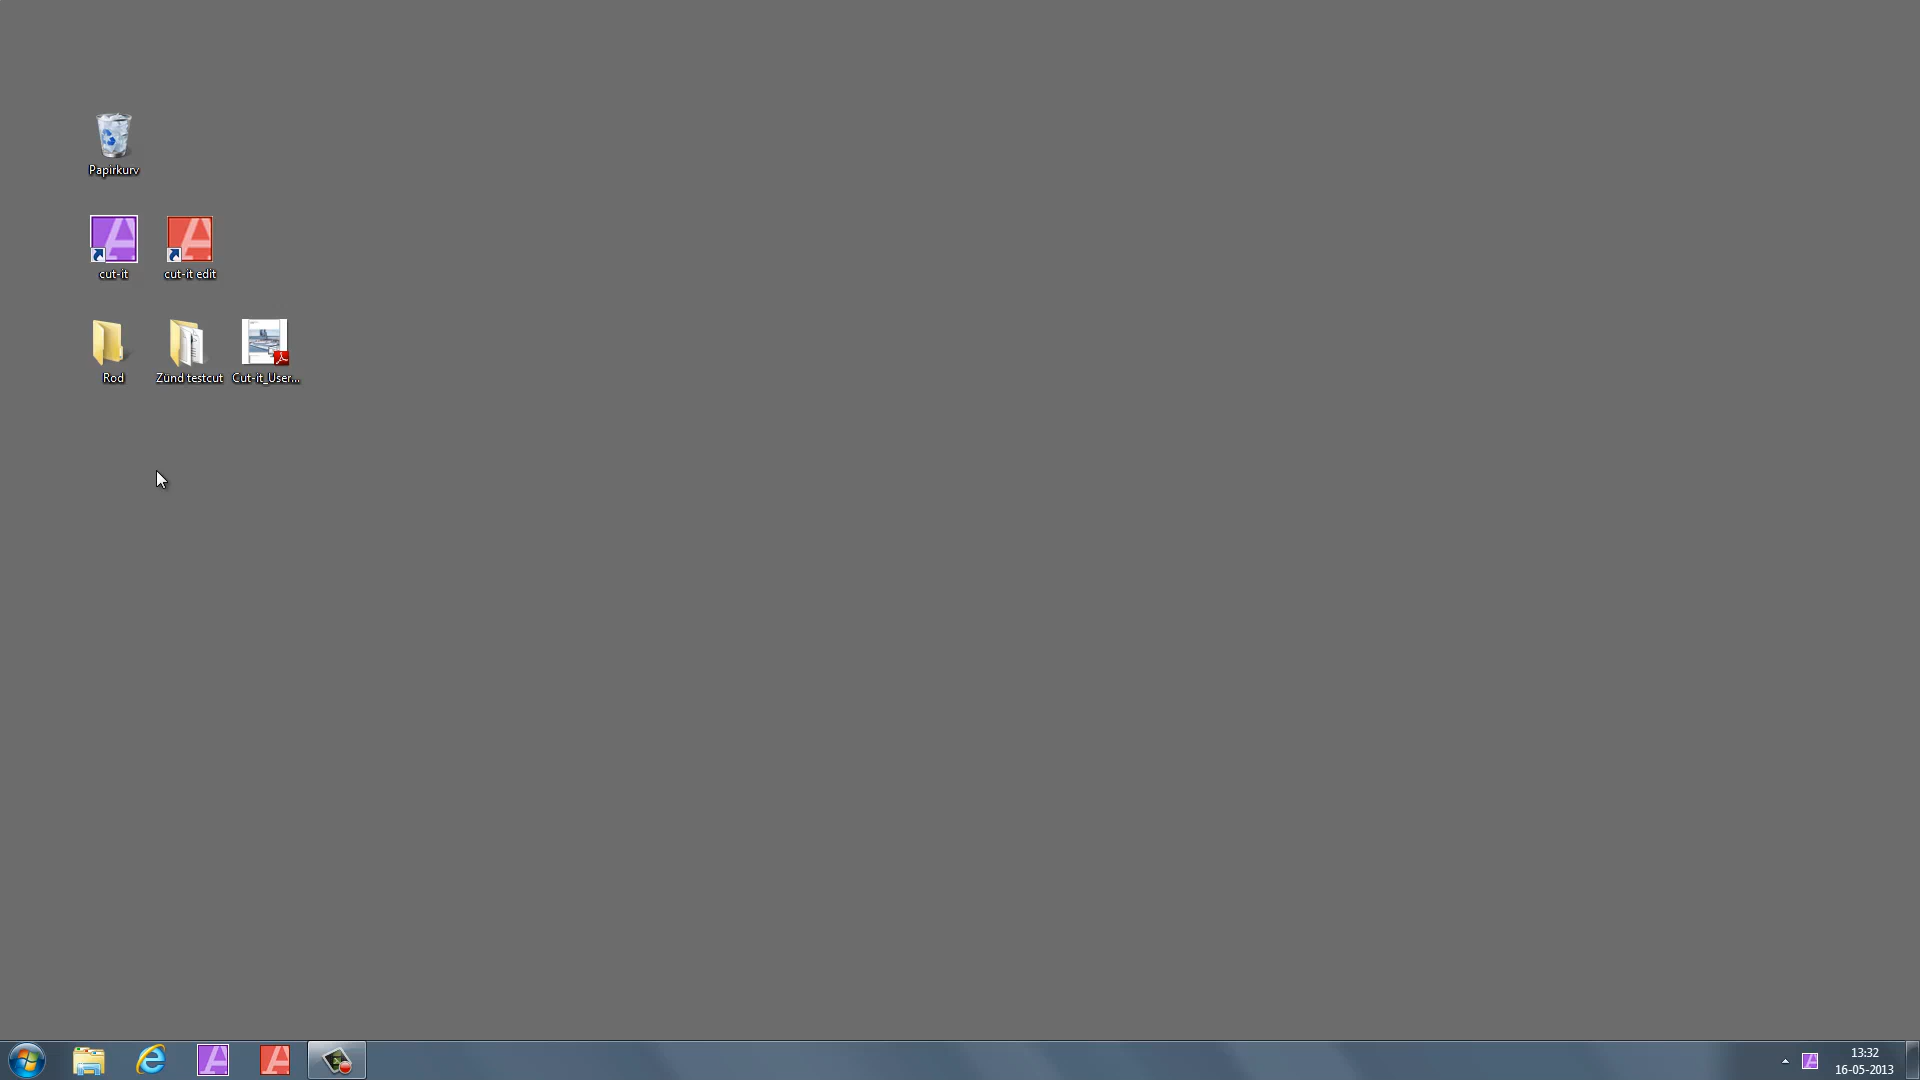 Papirkurv
cut-it
cut-it edit
Rod
Zünd testcut
Cut-it_User...
13:32
16-05-2013